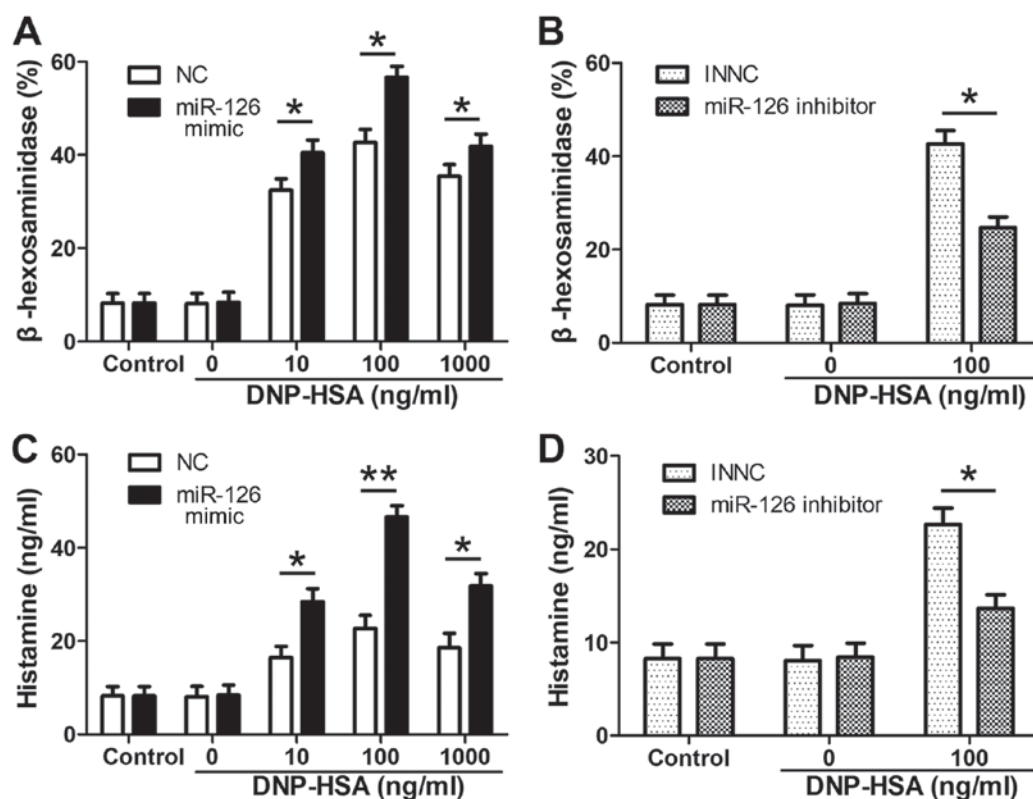 A
β -hexosaminidase (%)
60
40
20
0
NC
miR-126
mimic
*
*
*
Control
0
10
100
1000
DNP-HSA (ng/ml)
B
β -hexosaminidase (%)
60
40
20
0
INNC
miR-126 inhibitor
*
Control
0
100
DNP-HSA (ng/ml)
C
Histamine (ng/ml)
60
40
20
0
NC
miR-126
mimic
*
**
*
Control
0
10
100
1000
DNP-HSA (ng/ml)
D
Histamine (ng/ml)
30
20
10
0
INNC
miR-126 inhibitor
*
Control
0
100
DNP-HSA (ng/ml)